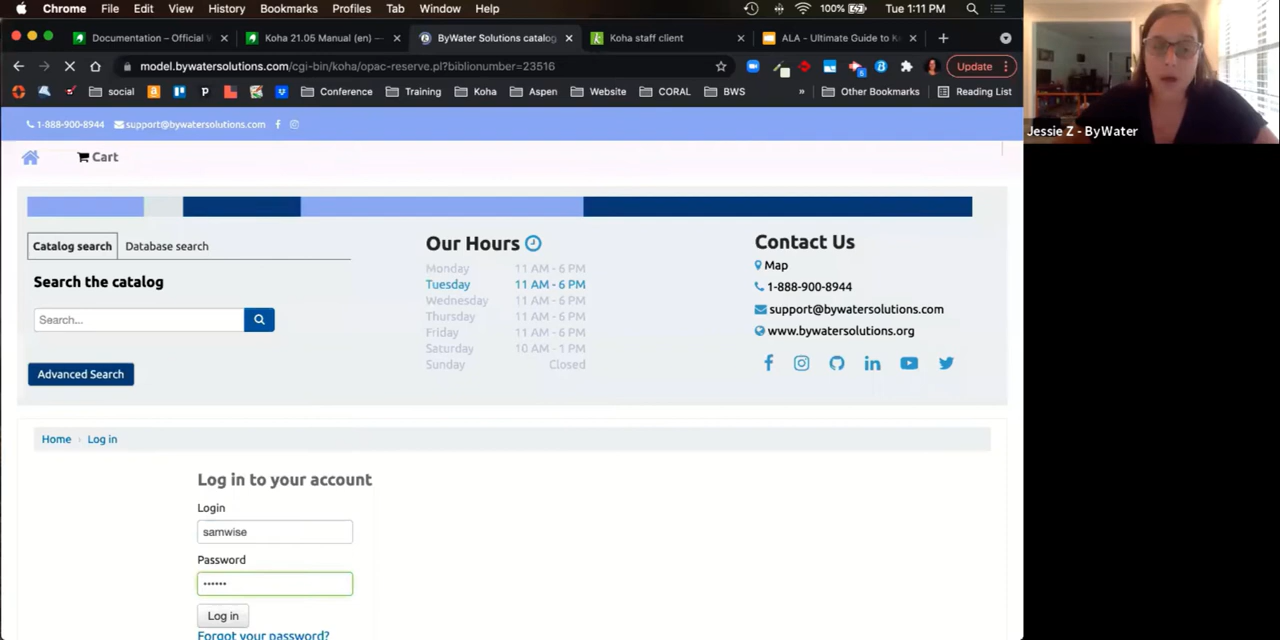 Chrome File Edit View History Bookmarks Profiles Tab Window Help 100% Tue 1:11 PM
Documentation – Official Koha 21.05 Manual (en) — ByWater Solutions catalog Koha staff client ALA - Ultimate Guide to
model.bywatersolutions.com/cgi-bin/koha/opac-reserve.pl?biblionumber=23516 Update
social Conference Training Koha Aspen Website CORAL BWS » Other Bookmarks Reading List
Jessie Z - ByWater
1-888-900-8944 support@bywatersolutions.com
Cart
Catalog search Database search
Search the catalog
Search...
Advanced Search
Our Hours
Monday 11 AM - 6 PM
Tuesday 11 AM - 6 PM
Wednesday 11 AM - 6 PM
Thursday 11 AM - 6 PM
Friday 11 AM - 6 PM
Saturday 10 AM - 1 PM
Sunday Closed
Contact Us
Map
1-888-900-8944
support@bywatersolutions.com
www.bywatersolutions.org
Home › Log in
Log in to your account
Login
samwise
Password
••••••
Log in
Forgot your password?